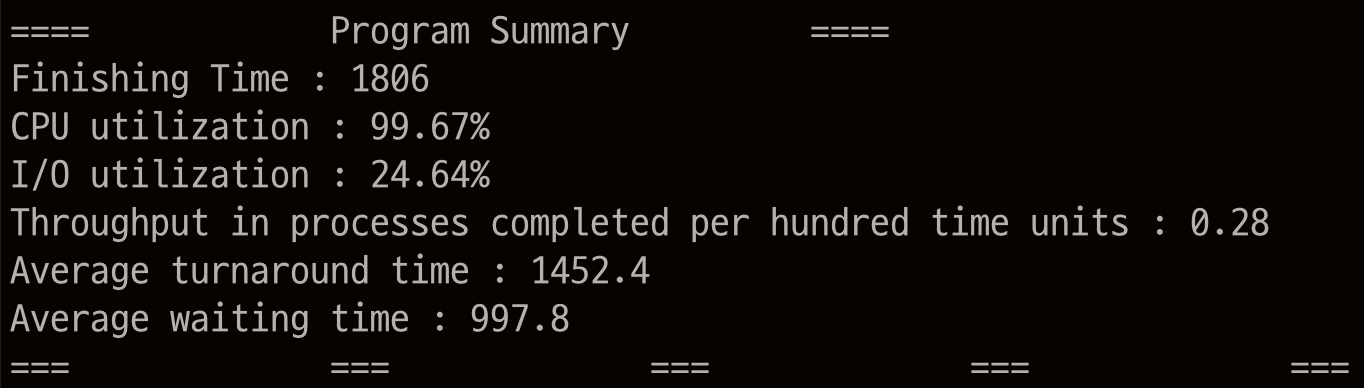 ====            Program Summary         ====
Finishing Time : 1806
CPU utilization : 99.67%
I/O utilization : 24.64%
Throughput in processes completed per hundred time units : 0.28
Average turnaround time : 1452.4
Average waiting time : 997.8
===             ===             ===             ===             ===